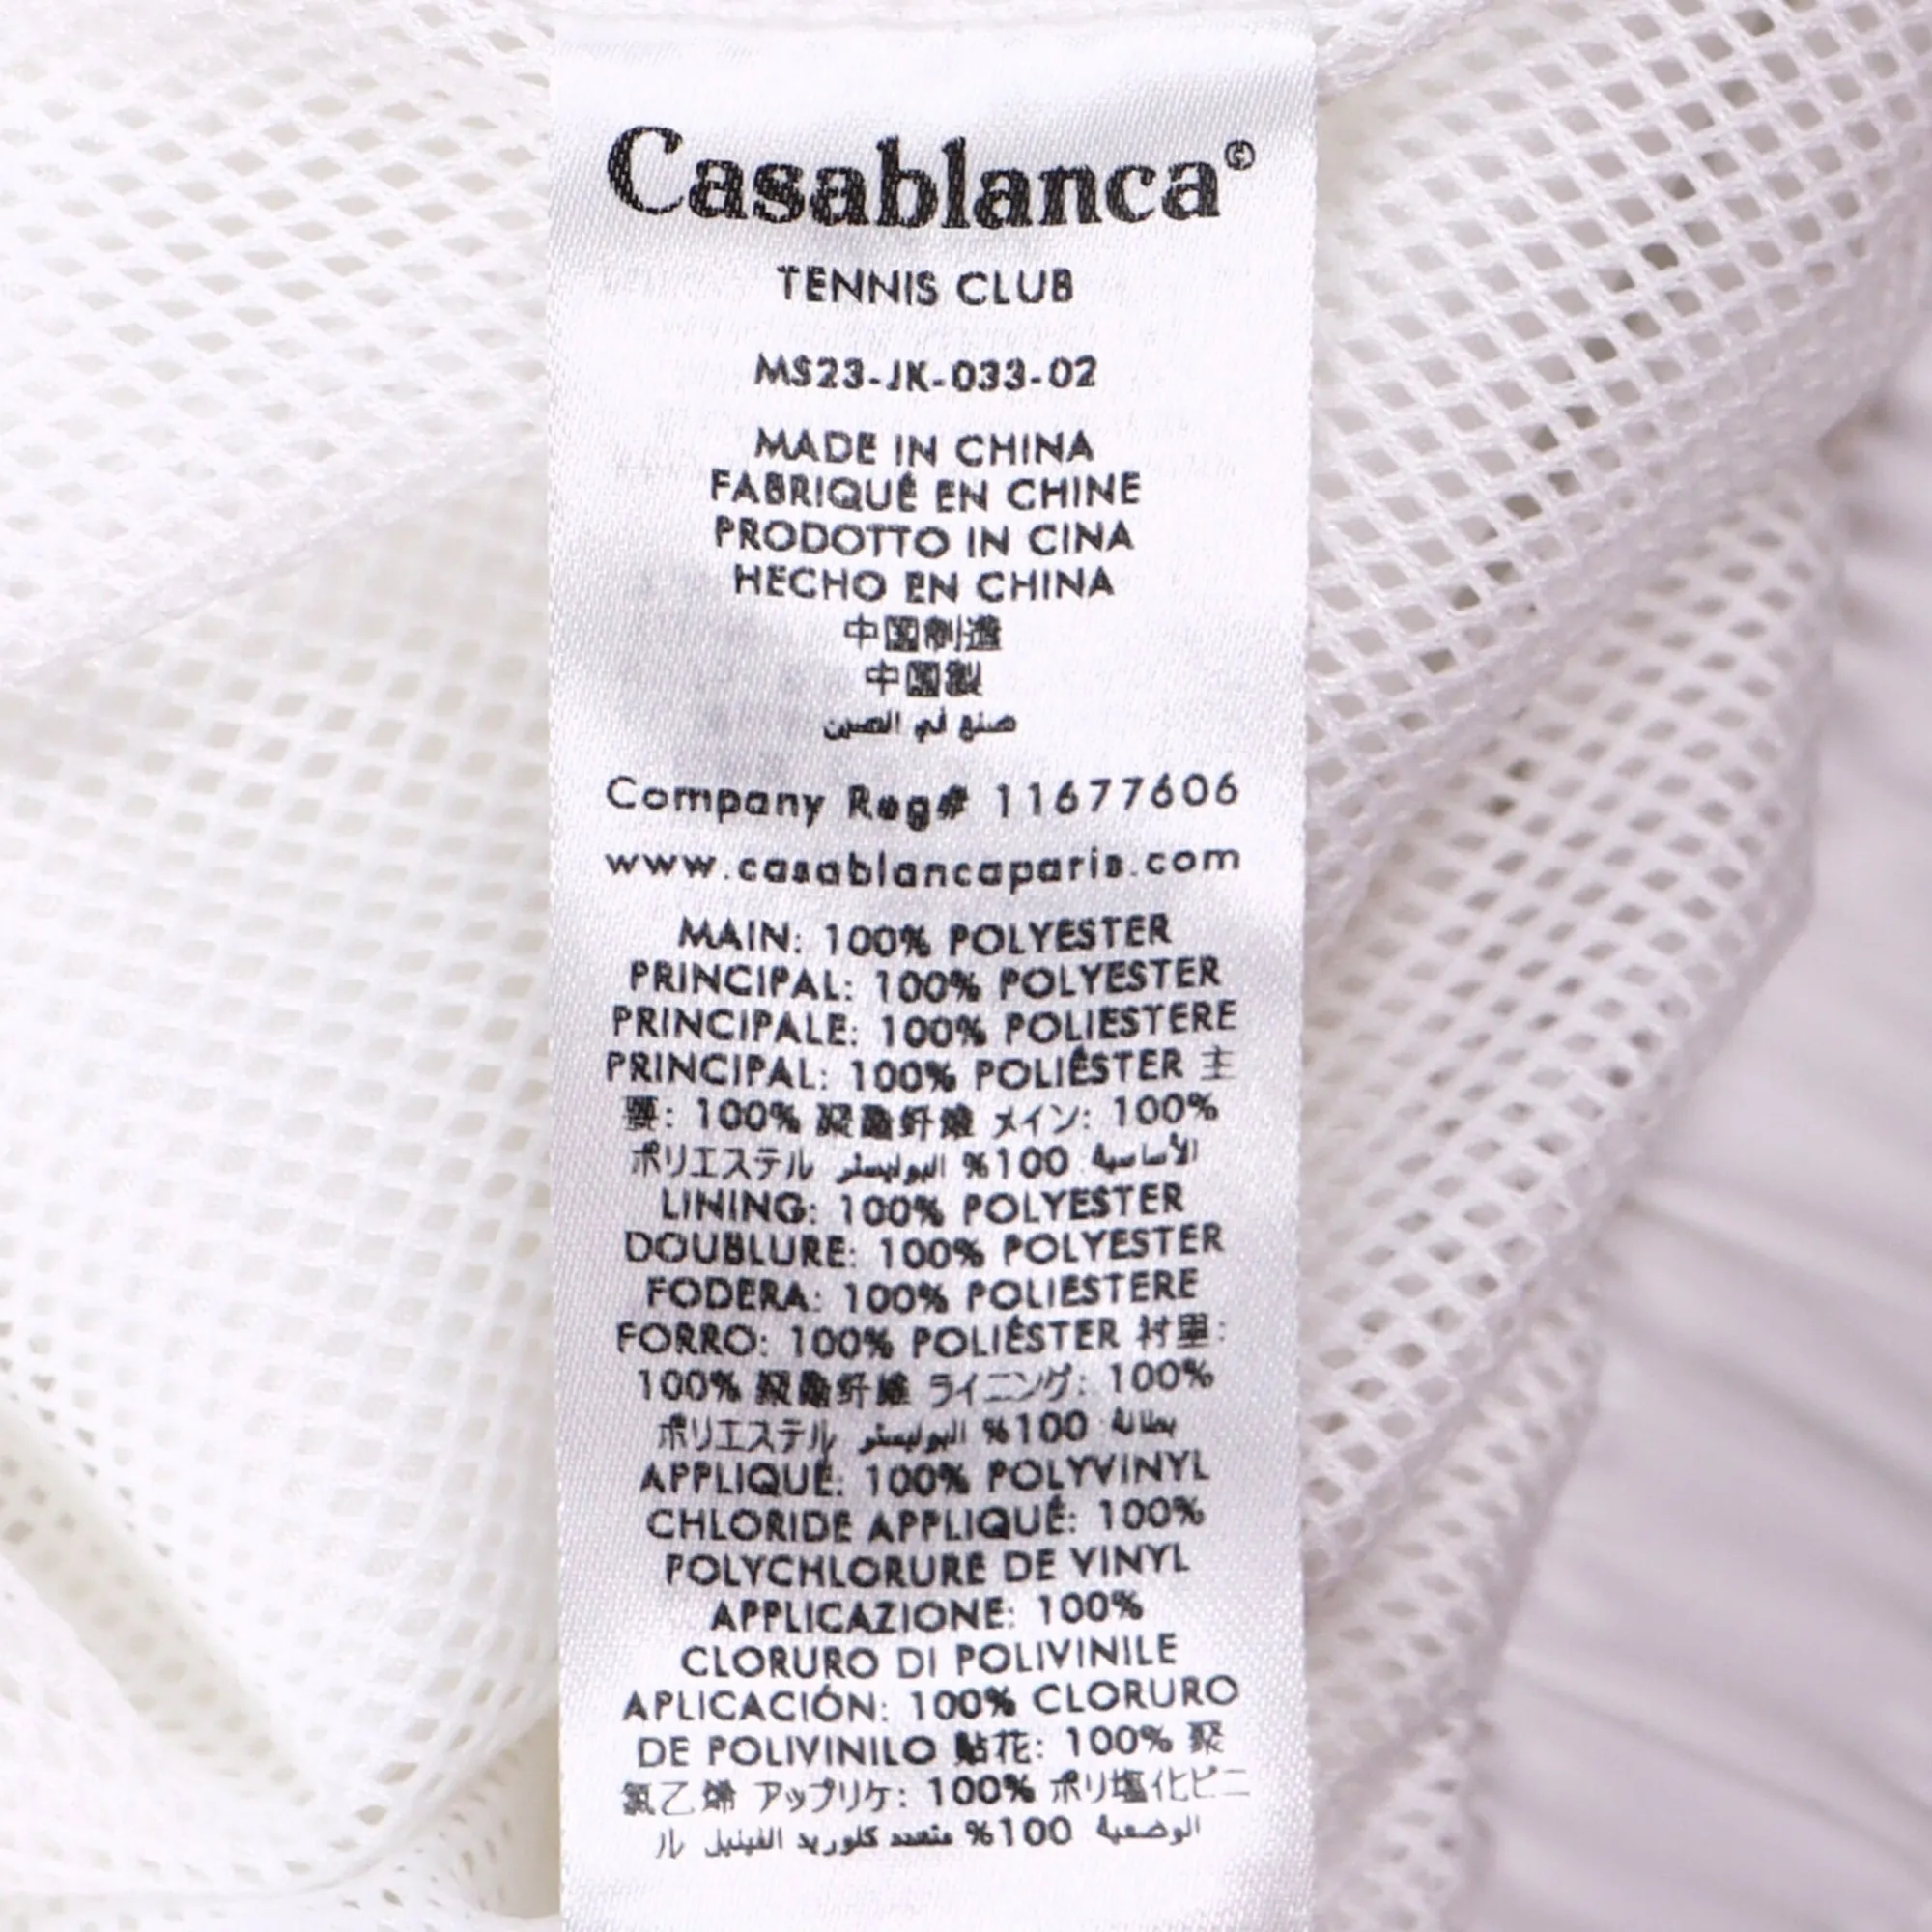 Casablanca©
TENNIS CLUB
MS23-JK-033-02
MADE IN CHINA
FABRIQUÉ EN CHINE
PRODOTTO IN CINA
HECHO EN CHINA
中国制造
中国製
صنع في الصين
Company Reg# 11677606
www.casablancaparis.com
MAIN: 100% POLYESTER
PRINCIPAL: 100% POLYESTER
PRINCIPALE: 100% POLIESTERE
PRINCIPAL: 100% POLIÉSTER 主
要: 100% 聚酯纤维 メイン: 100%
ポリエステル الأساسية 100% البوليستر
LINING: 100% POLYESTER
DOUBLURE: 100% POLYESTER
FODERA: 100% POLIESTERE
FORRO: 100% POLIÉSTER 衬里:
100% 聚酯纤维 ライニング: 100%
ポリエステル بطانة 100% البوليستر
APPLIQUÉ: 100% POLYVINYL
CHLORIDE APPLIQUÉ: 100%
POLYCHLORURE DE VINYL
APPLICAZIONE: 100%
CLORURO DI POLIVINILE
APLICACIÓN: 100% CLORURO
DE POLIVINILO 貼花: 100% 聚
氯乙烯 アップリケ: 100% ポリ塩化ビニ
ル الوضعية 100% متعدد كلوريد الفينيل